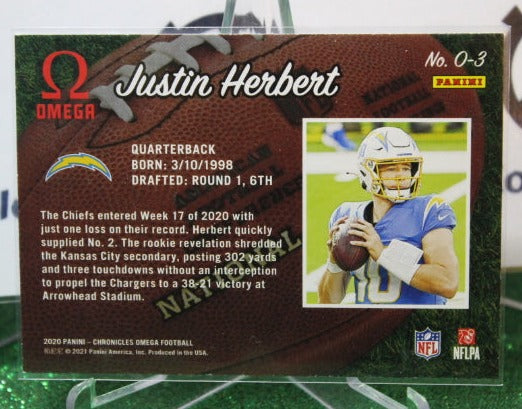 Ω
OMEGA
Justin Herbert
No. O-3
PANINI
QUARTERBACK
BORN: 3/10/1998
DRAFTED: ROUND 1, 6TH
The Chiefs entered Week 17 of 2020 with
just one loss on their record. Herbert quickly
supplied No. 2. The rookie revelation shredded
the Kansas City secondary, posting 302 yards
and three touchdowns without an interception
to propel the Chargers to a 38-21 victory at
Arrowhead Stadium.
NATIONAL
NFL
NFLPA
2020 PANINI – CHRONICLES OMEGA FOOTBALL
© 2021 Panini America, Inc. Produced in the USA.